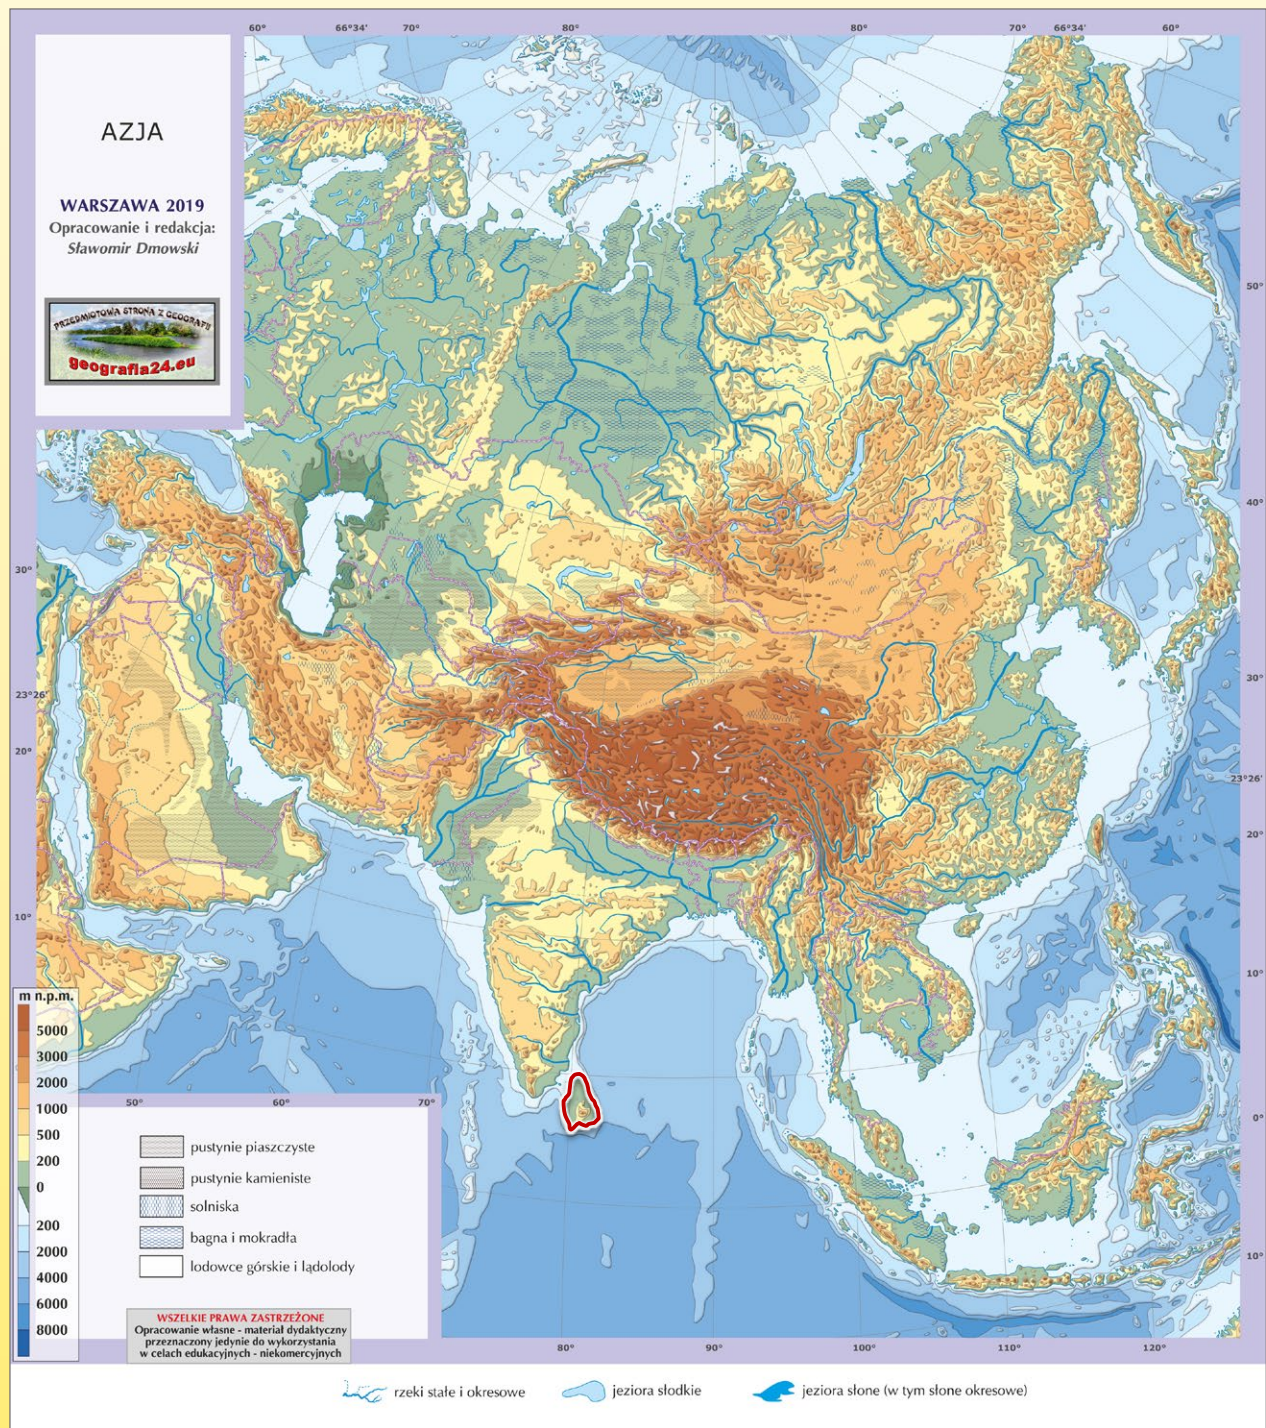 60°
66°34'
70°
80°
80°
70°
66°34'
60°
AZJA
WARSZAWA 2019
Opracowanie i redakcja:
Sławomir Dmowski
PRZEDMIOTOWA STRONA Z GEOGRAFII
geografia24.eu
50°
40°
30°
30°
23°26'
20°
23°26'
20°
10°
10°
0°
10°
m n.p.m.
5000
3000
2000
1000
500
200
0
200
2000
4000
6000
8000
50°
60°
70°
pustynie piaszczyste
pustynie kamieniste
solniska
bagna i mokradła
lodowce górskie i lądolody
WSZELKIE PRAWA ZASTRZEŻONE
Opracowanie własne - materiał dydaktyczny
przeznaczony jedynie do wykorzystania
w celach edukacyjnych - niekomercyjnych
80°
90°
100°
110°
120°
rzeki stałe i okresowe
jeziora słodkie
jeziora słone (w tym słone okresowe)